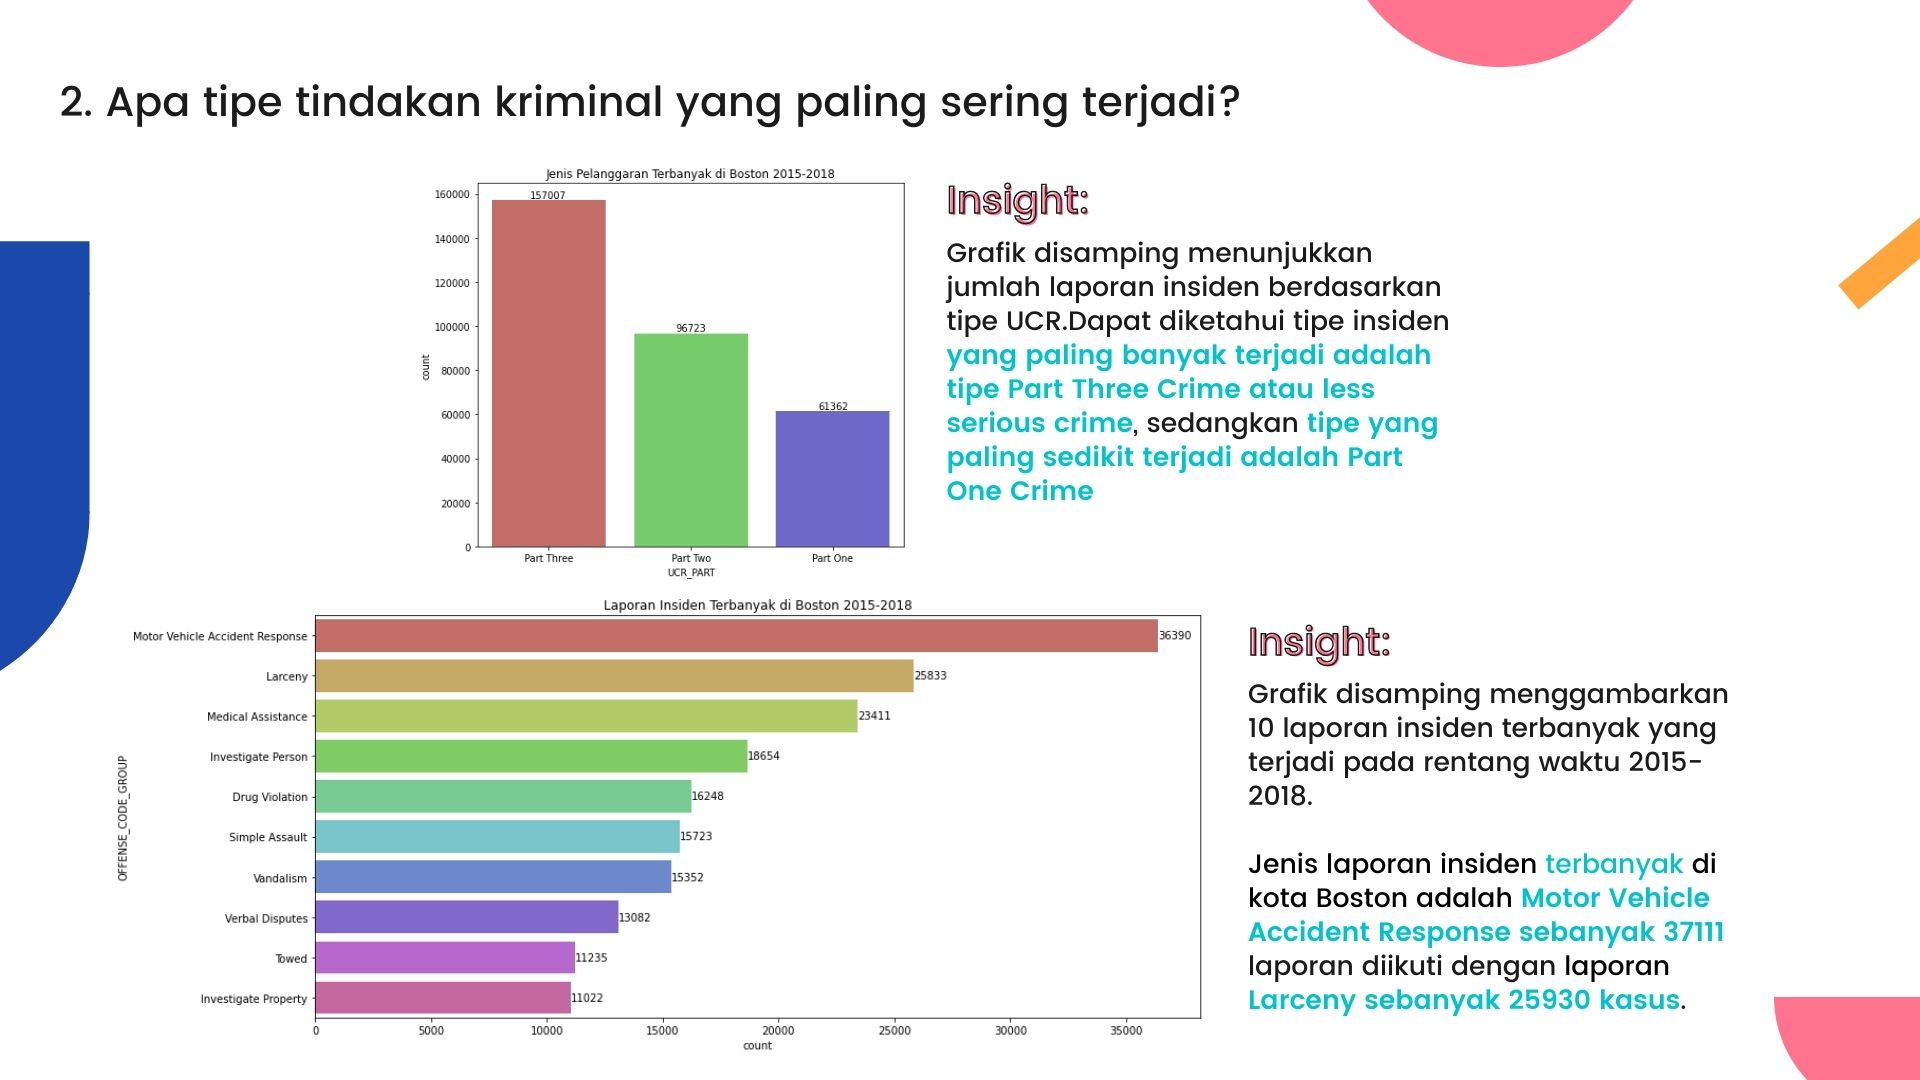 2. Apa tipe tindakan kriminal yang paling sering terjadi?
Jenis Pelanggaran Terbanyak di Boston 2015-2018
160000
140000
120000
100000
80000
60000
40000
20000
0
count
157007
96723
61362
Part Three
Part Two
Part One
UCR_PART
Insight:
Grafik disamping menunjukkan
jumlah laporan insiden berdasarkan
tipe UCR.Dapat diketahui tipe insiden
yang paling banyak terjadi adalah
tipe Part Three Crime atau less
serious crime, sedangkan tipe yang
paling sedikit terjadi adalah Part
One Crime
Laporan Insiden Terbanyak di Boston 2015-2018
OFFENSE_CODE_GROUP
Motor Vehicle Accident Response 36390
Larceny 25833
Medical Assistance 23411
Investigate Person 18654
Drug Violation 16248
Simple Assault 15723
Vandalism 15352
Verbal Disputes 13082
Towed 11235
Investigate Property 11022
0 5000 10000 15000 20000 25000 30000 35000
count
Insight:
Grafik disamping menggambarkan
10 laporan insiden terbanyak yang
terjadi pada rentang waktu 2015-
2018.
Jenis laporan insiden terbanyak di
kota Boston adalah Motor Vehicle
Accident Response sebanyak 37111
laporan diikuti dengan laporan
Larceny sebanyak 25930 kasus.